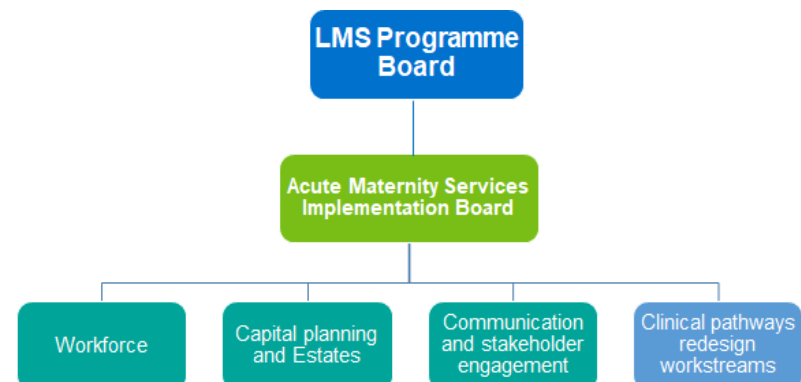 LMS Programme
Board
Acute Maternity Services
Implementation Board
Workforce
Capital planning
and Estates
Communication
and stakeholder
engagement
Clinical pathways
redesign
workstreams